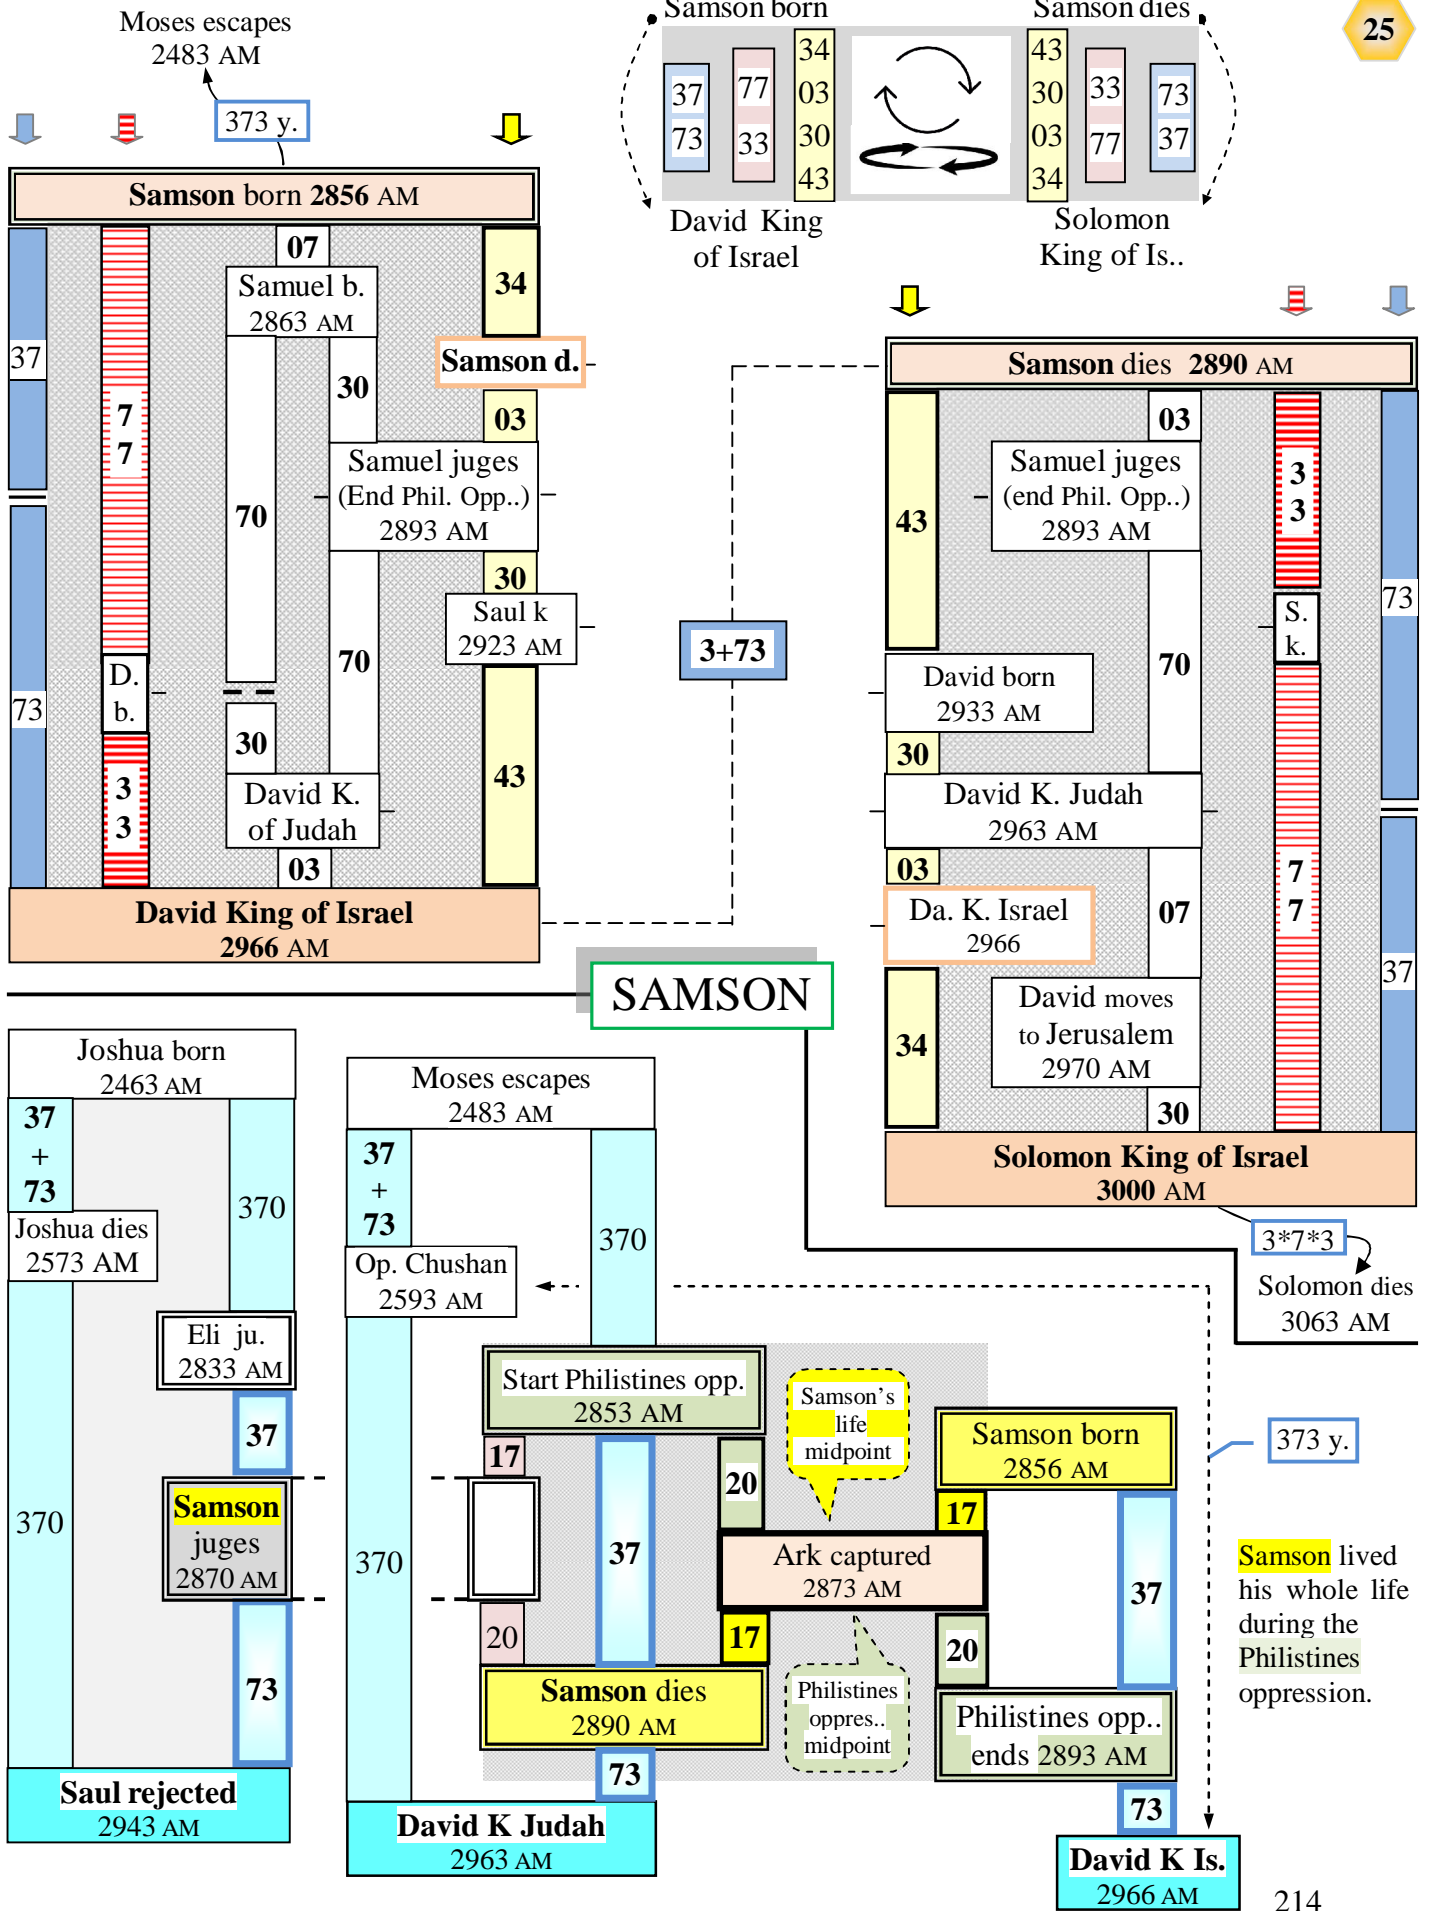 Moses escapes
2483 AM
373 y.
Samson born
Samson dies
25
37
73
77
33
34
03
30
43
43
30
03
34
33
77
73
37
David King
of Israel
Solomon
King of Is..
Samson born 2856 AM
37
73
7
7
D.
b.
3
3
07
Samuel b.
2863 AM
70
30
30
Samuel juges
(End Phil. Opp..)
2893 AM
70
David K.
of Judah
03
34
Samson d.
03
30
Saul k
2923 AM
43
David King of Israel
2966 AM
3+73
Samson dies 2890 AM
43
David born
2933 AM
30
David K. Judah
2963 AM
03
Da. K. Israel
2966
34
03
Samuel juges
(end Phil. Opp..)
2893 AM
70
07
David moves
to Jerusalem
2970 AM
30
3
3
S.
k.
7
7
73
37
Solomon King of Israel
3000 AM
3*7*3
Solomon dies
3063 AM
SAMSON
Joshua born
2463 AM
37
+
73
Joshua dies
2573 AM
370
370
Eli ju.
2833 AM
37
Samson
juges
2870 AM
73
Saul rejected
2943 AM
Moses escapes
2483 AM
37
+
73
Op. Chushan
2593 AM
370
370
Start Philistines opp.
2853 AM
17
20
37
20
17
Samson dies
2890 AM
73
David K Judah
2963 AM
Samson's
life
midpoint
Ark captured
2873 AM
Philistines
oppres..
midpoint
Samson born
2856 AM
17
20
37
Philistines opp..
ends 2893 AM
73
David K Is.
2966 AM
373 y.
Samson lived
his whole life
during the
Philistines
oppression.
214